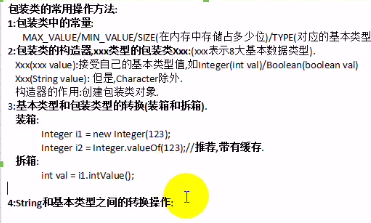 包装类的常用操作方法:
1:包装类中的常量:
MAX_VALUE/MIN_VALUE/SIZE(在内存中存储占多少位)/TYPE(对应的基本类型
2:包装类的构造器,xxx类型的包装类Xxx:(xxx表示8大基本数据类型).
Xxx(xxx value):接受自己的基本类型值,如Integer(int val)/Boolean(boolean val)
Xxx(String value): 但是,Character除外.
构造器的作用:创建包装类对象.
3:基本类型和包装类型的转换(装箱和拆箱).
装箱:
Integer i1 = new Integer(123);
Integer i2 = Integer.valueOf(123);//推荐,带有缓存.
拆箱:
int val = i1.intValue();
4:String和基本类型之间的转换操作: